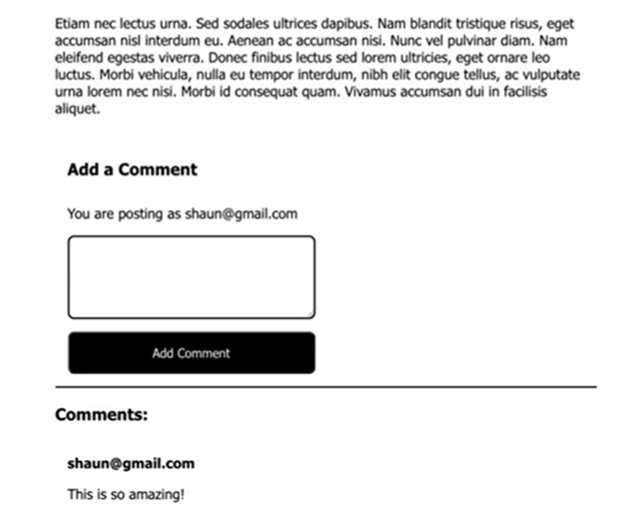 Etiam nec lectus urna. Sed sodales ultrices dapibus. Nam blandit tristique risus, eget
accumsan nisl interdum eu. Aenean ac accumsan nisi. Nunc vel pulvinar diam. Nam
eleifend egestas viverra. Donec finibus lectus sed lorem ultricies, eget ornare leo
luctus. Morbi vehicula, nulla eu tempor interdum, nibh elit congue tellus, ac vulputate
urna lorem nec nisi. Morbi id consequat quam. Vivamus accumsan dui in facilisis
aliquet.
Add a Comment
You are posting as shaun@gmail.com
Add Comment
Comments:
shaun@gmail.com
This is so amazing!